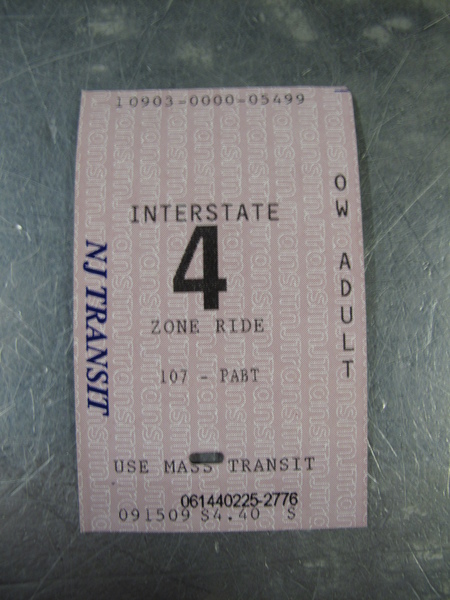 10903-0000-05499
OW ADULT
INTERSTATE
4
ZONE RIDE
107 - PABT
NJ TRANSIT
USE MASS TRANSIT
061440225-2776
091509 $4.40 S